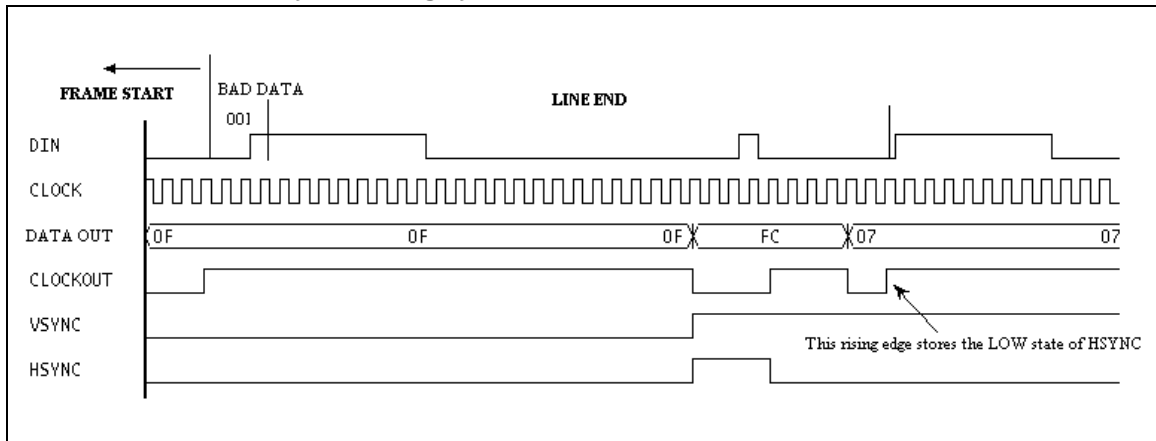 FRAME START
BAD DATA
LINE END
001
DIN
CLOCK
DATA OUT 0F 0F 0F FC 07 07
CLOCKOUT
VSYNC
This rising edge stores the LOW state of HSYNC
HSYNC